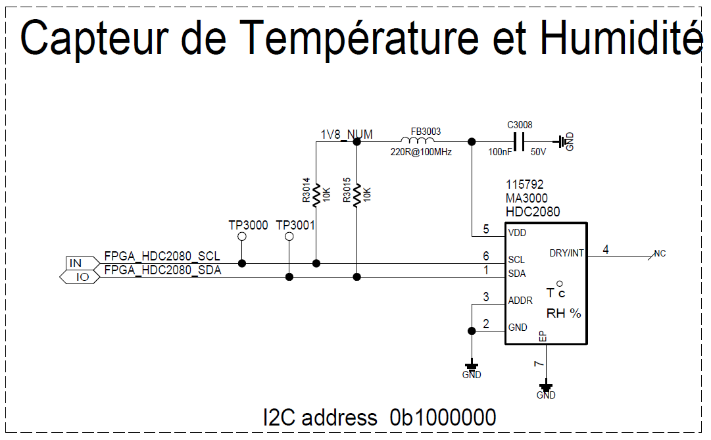 Capteur de Température et Humidité
1V8_NUM
FB3003
220R@100MHz
C3008
100nF
50V
GND
R3014
10K
R3015
10K
115792
MA3000
HDC2080
TP3000
TP3001
5
VDD
DRY/INT
4
NC
IN
FPGA_HDC2080_SCL
6
SCL
IO
FPGA_HDC2080_SDA
1
SDA
T°c
3
ADDR
RH %
2
GND
EP
7
GND
GND
I2C address 0b1000000